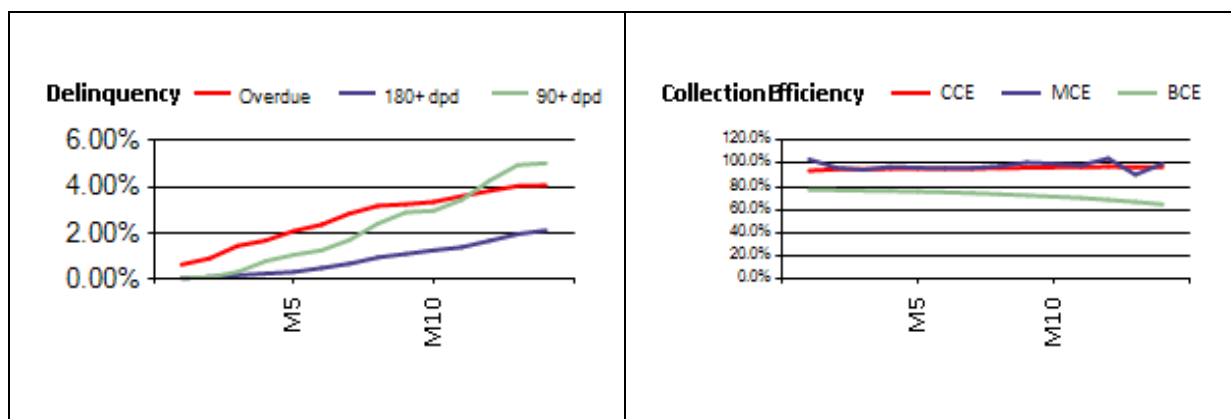 Delinquency Overdue 180+ dpd 90+ dpd
6.00%
4.00%
2.00%
0.00%
M5
M10
Collection Efficiency CCE MCE BCE
120.0%
100.0%
80.0%
60.0%
40.0%
20.0%
0.0%
M5
M10